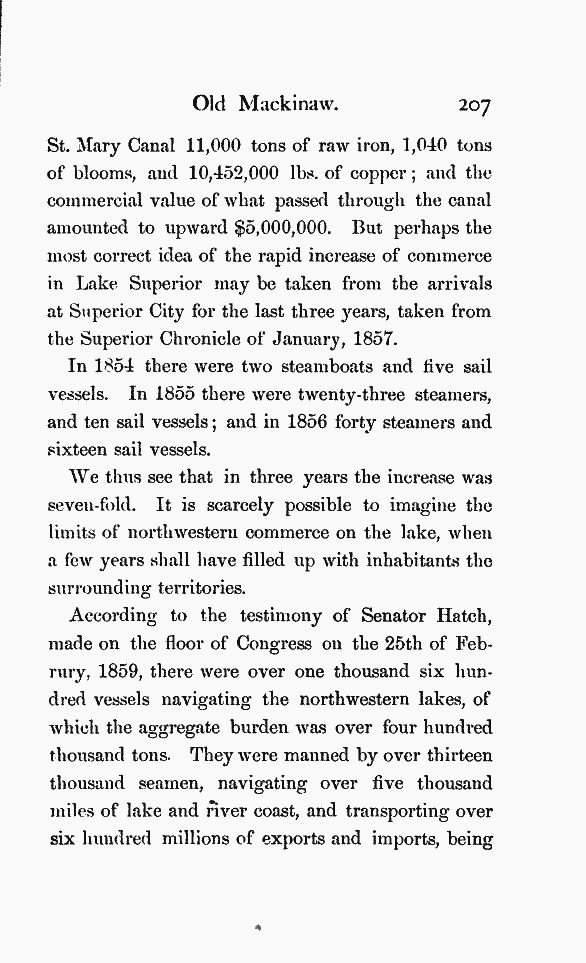 Old Mackinaw. 207
St. Mary Canal 11,000 tons of raw iron, 1,040 tons
of blooms, and 10,452,000 lbs. of copper; and the
commercial value of what passed through the canal
amounted to upward $5,000,000. But perhaps the
most correct idea of the rapid increase of commerce
in Lake Superior may be taken from the arrivals
at Superior City for the last three years, taken from
the Superior Chronicle of January, 1857.
In 1854 there were two steamboats and five sail
vessels. In 1855 there were twenty-three steamers,
and ten sail vessels; and in 1856 forty steamers and
sixteen sail vessels.
We thus see that in three years the increase was
seven-fold. It is scarcely possible to imagine the
limits of northwestern commerce on the lake, when
a few years shall have filled up with inhabitants the
surrounding territories.
According to the testimony of Senator Hatch,
made on the floor of Congress on the 25th of Feb-
rury, 1859, there were over one thousand six hun-
dred vessels navigating the northwestern lakes, of
which the aggregate burden was over four hundred
thousand tons. They were manned by over thirteen
thousand seamen, navigating over five thousand
miles of lake and river coast, and transporting over
six hundred millions of exports and imports, being